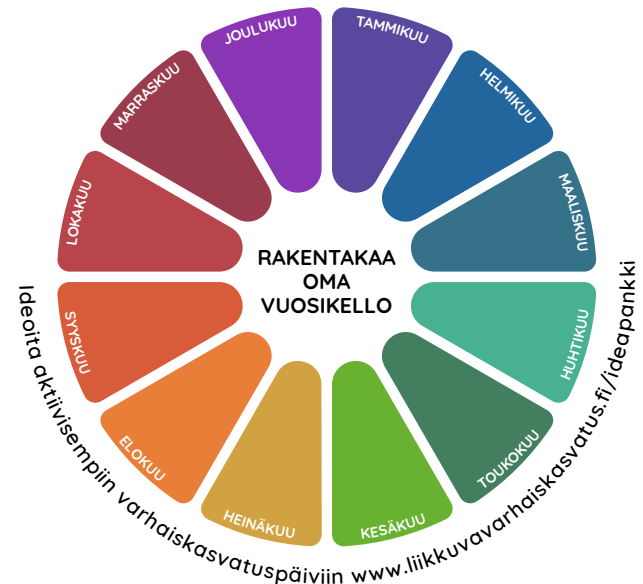 TAMMIKUU
HELMIKUU
MAALISKUU
HUHTIKUU
TOUKOKUU
KESÄKUU
HEINÄKUU
ELOKUU
SYYSKUU
LOKAKUU
MARRASKUU
JOULUKUU
RAKENTAKAA
OMA
VUOSIKELLO
Ideoita aktiivisempiin varhaiskasvatuspäiviin www.liikkuvavarhaiskasvatus.fi/ideapankki